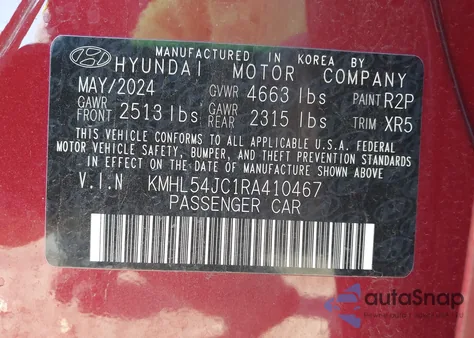 MANUFACTURED IN KOREA BY
HYUNDAI MOTOR COMPANY
MAY/2024 GVWR 4663 lbs PAINT R2P
GAWR FRONT 2513 lbs GAWR REAR 2315 lbs TRIM XR5
THIS VEHICLE CONFORMS TO ALL APPLICABLE U.S.A. FEDERAL
MOTOR VEHICLE SAFETY, BUMPER, AND THEFT PREVENTION
STANDARDS IN EFFECT ON THE DATE OF MANUFACTURE SHOWN ABOVE.
V.I.N KMHL54JC1RA410467
PASSENGER CAR
autaSnap